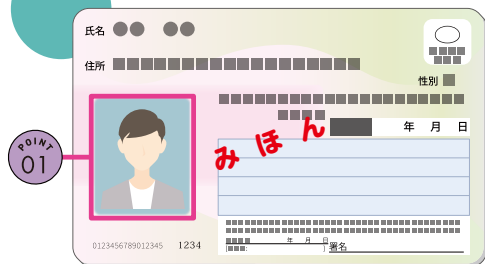 氏名
住所
性別
みほん
年 月 日
POINT
01
0123456789012345 1234
年 月 日
署名